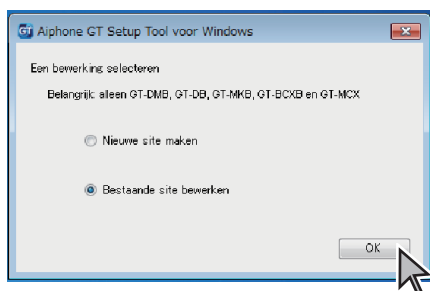 GT Aiphone GT Setup Tool voor Windows
Een bewerking selecteren
Belangrijk: alleen GT-DMB, GT-DB, GT-MKB, GT-BCXB en GT-MCX
Nieuwe site maken
Bestaande site bewerken
OK